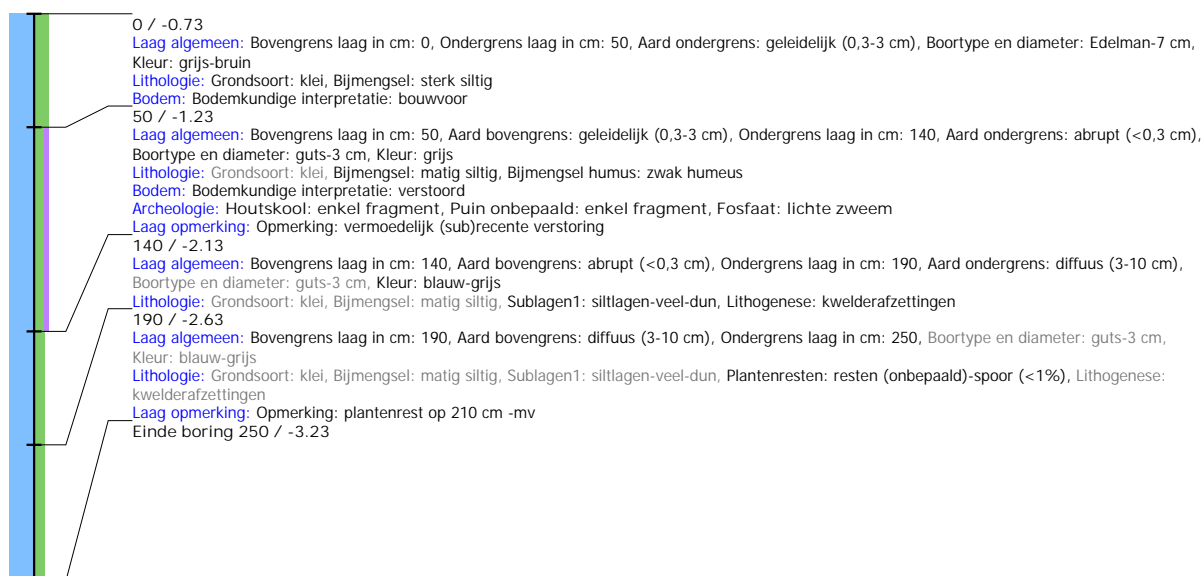 0 / -0.73
Laag algemeen: Bovengrens laag in cm: 0, Ondergrens laag in cm: 50, Aard ondergrens: geleidelijk (0,3-3 cm), Boortype en diameter: Edelman-7 cm,
Kleur: grijs-bruin
Lithologie: Grondsoort: klei, Bijmengsel: sterk siltig
Bodem: Bodemkundige interpretatie: bouwvoor
50 / -1.23
Laag algemeen: Bovengrens laag in cm: 50, Aard bovengrens: geleidelijk (0,3-3 cm), Ondergrens laag in cm: 140, Aard ondergrens: abrupt (<0,3 cm),
Boortype en diameter: guts-3 cm, Kleur: grijs
Lithologie: Grondsoort: klei, Bijmengsel: matig siltig, Bijmengsel humus: zwak humeus
Bodem: Bodemkundige interpretatie: verstoord
Archeologie: Houtskool: enkel fragment, Puin onbepaald: enkel fragment, Fosfaat: lichte zweem
Laag opmerking: Opmerking: vermoedelijk (sub)recente verstoring
140 / -2.13
Laag algemeen: Bovengrens laag in cm: 140, Aard bovengrens: abrupt (<0,3 cm), Ondergrens laag in cm: 190, Aard ondergrens: diffuus (3-10 cm),
Boortype en diameter: guts-3 cm, Kleur: blauw-grijs
Lithologie: Grondsoort: klei, Bijmengsel: matig siltig, Sublagen1: siltlagen-veel-dun, Lithogenese: kwelderafzettingen
190 / -2.63
Laag algemeen: Bovengrens laag in cm: 190, Aard bovengrens: diffuus (3-10 cm), Ondergrens laag in cm: 250, Boortype en diameter: guts-3 cm,
Kleur: blauw-grijs
Lithologie: Grondsoort: klei, Bijmengsel: matig siltig, Sublagen1: siltlagen-veel-dun, Plantenresten: resten (onbepaald)-spoor (<1%), Lithogenese:
kwelderafzettingen
Laag opmerking: Opmerking: plantenrest op 210 cm -mv
Einde boring 250 / -3.23